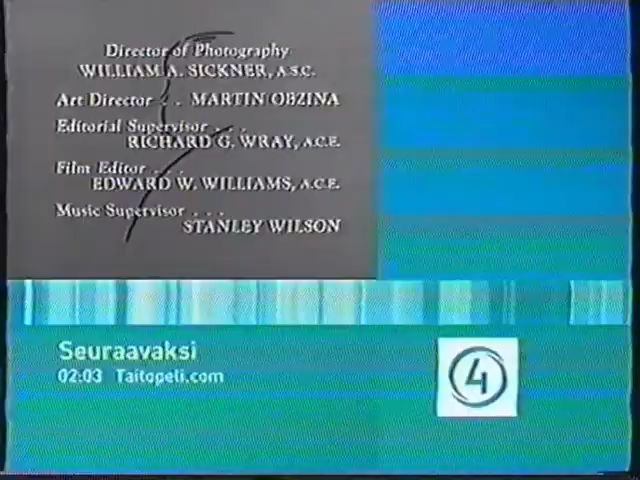 Director of Photography
WILLIAM A. SICKNER, A.S.C.
Art Director . . MARTIN OBZINA
Editorial Supervisor . . .
RICHARD G. WRAY, A.C.E.
Film Editor . . .
EDWARD W. WILLIAMS, A.C.E.
Music Supervisor . . .
STANLEY WILSON
Seuraavaksi
02:03 Taitopeli.com
4